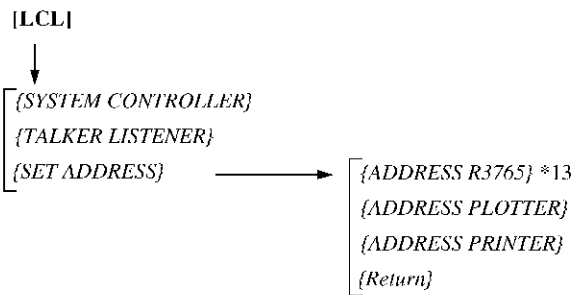 [LCL]
{SYSTEM CONTROLLER}
{TALKER LISTENER}
{SET ADDRESS}
{ADDRESS R3765} *13
{ADDRESS PLOTTER}
{ADDRESS PRINTER}
{Return}